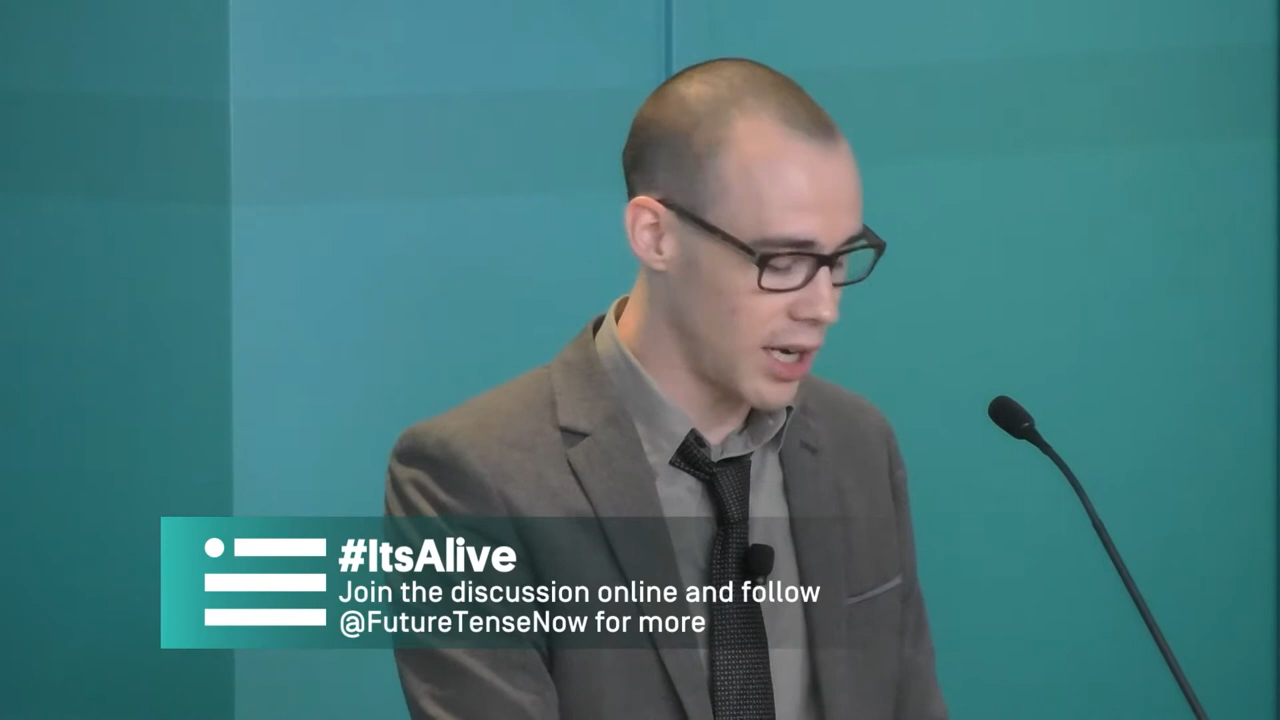 #ItsAlive
Join the discussion online and follow
@FutureTenseNow for more